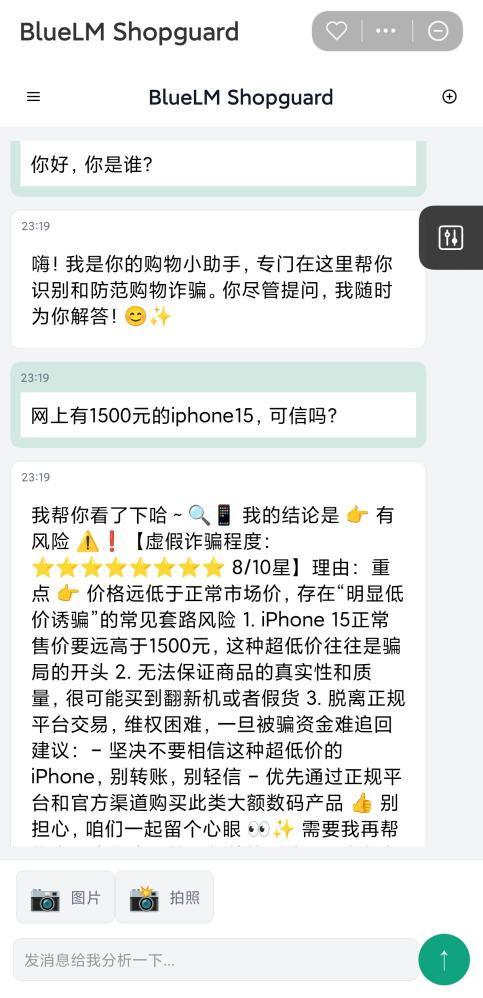 BlueLM Shopguard
BlueLM Shopguard
你好，你是谁？
23:19
嗨！我是你的购物小助手，专门在这里帮你
识别和防范购物诈骗。你尽管提问，我随时
为你解答！😊✨
23:19
网上有1500元的iphone15，可信吗？
23:19
我帮你看了下哈 ~ 🔍📱 我的结论是 👉 有
风险 ⚠️❗【虚假诈骗程度：
⭐⭐⭐⭐⭐⭐⭐⭐ 8/10星】理由：重
点 👉 价格远低于正常市场价，存在“明显低
价诱骗”的常见套路风险 1. iPhone 15正常
售价要远高于1500元，这种超低价往往是骗
局的开头 2. 无法保证商品的真实性和质
量，很可能买到翻新机或者假货 3. 脱离正规
平台交易，维权困难，一旦被骗资金难追回
建议：- 坚决不要相信这种超低价的
iPhone，别转账，别轻信 - 优先通过正规平
台和官方渠道购买此类大额数码产品 👍 别
担心，咱们一起留个心眼 👀✨ 需要我再帮
图片
拍照
发消息给我分析一下...